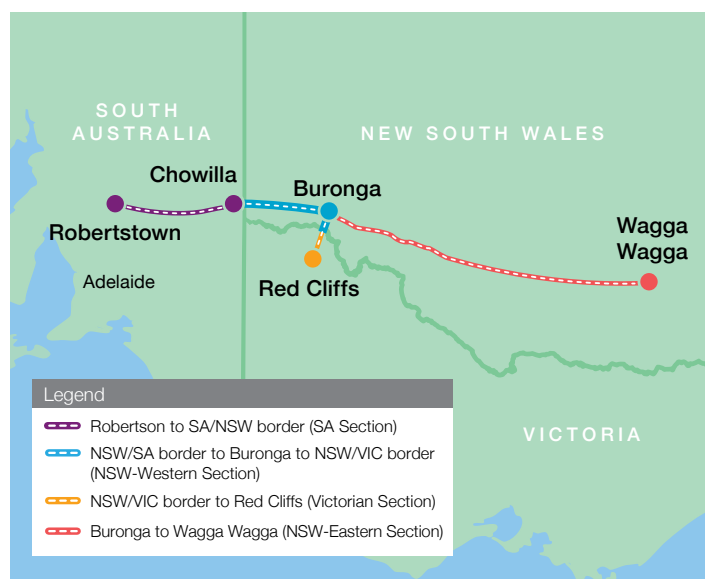 SOUTH
AUSTRALIA
NEW SOUTH WALES
Chowilla
Buronga
Robertstown
Wagga
Wagga
Adelaide
Red Cliffs
VICTORIA
Legend
Robertson to SA/NSW border (SA Section)
NSW/SA border to Buronga to NSW/VIC border
(NSW-Western Section)
NSW/VIC border to Red Cliffs (Victorian Section)
Buronga to Wagga Wagga (NSW-Eastern Section)